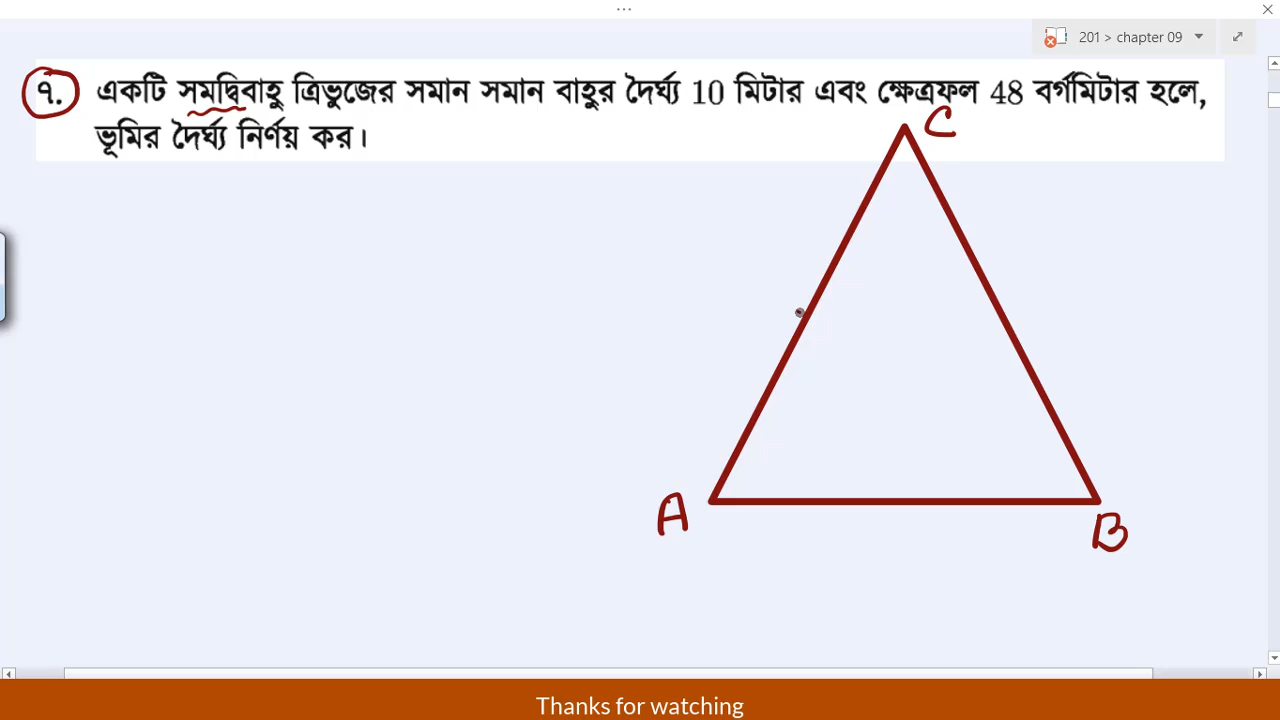 ...
201 > chapter 09
৭. একটি সমদ্বিবাহু ত্রিভুজের সমান সমান বাহুর দৈর্ঘ্য 10 মিটার এবং ক্ষেত্রফল 48 বর্গমিটার হলে,
ভূমির দৈর্ঘ্য নির্ণয় কর।
C
A
B
Thanks for watching